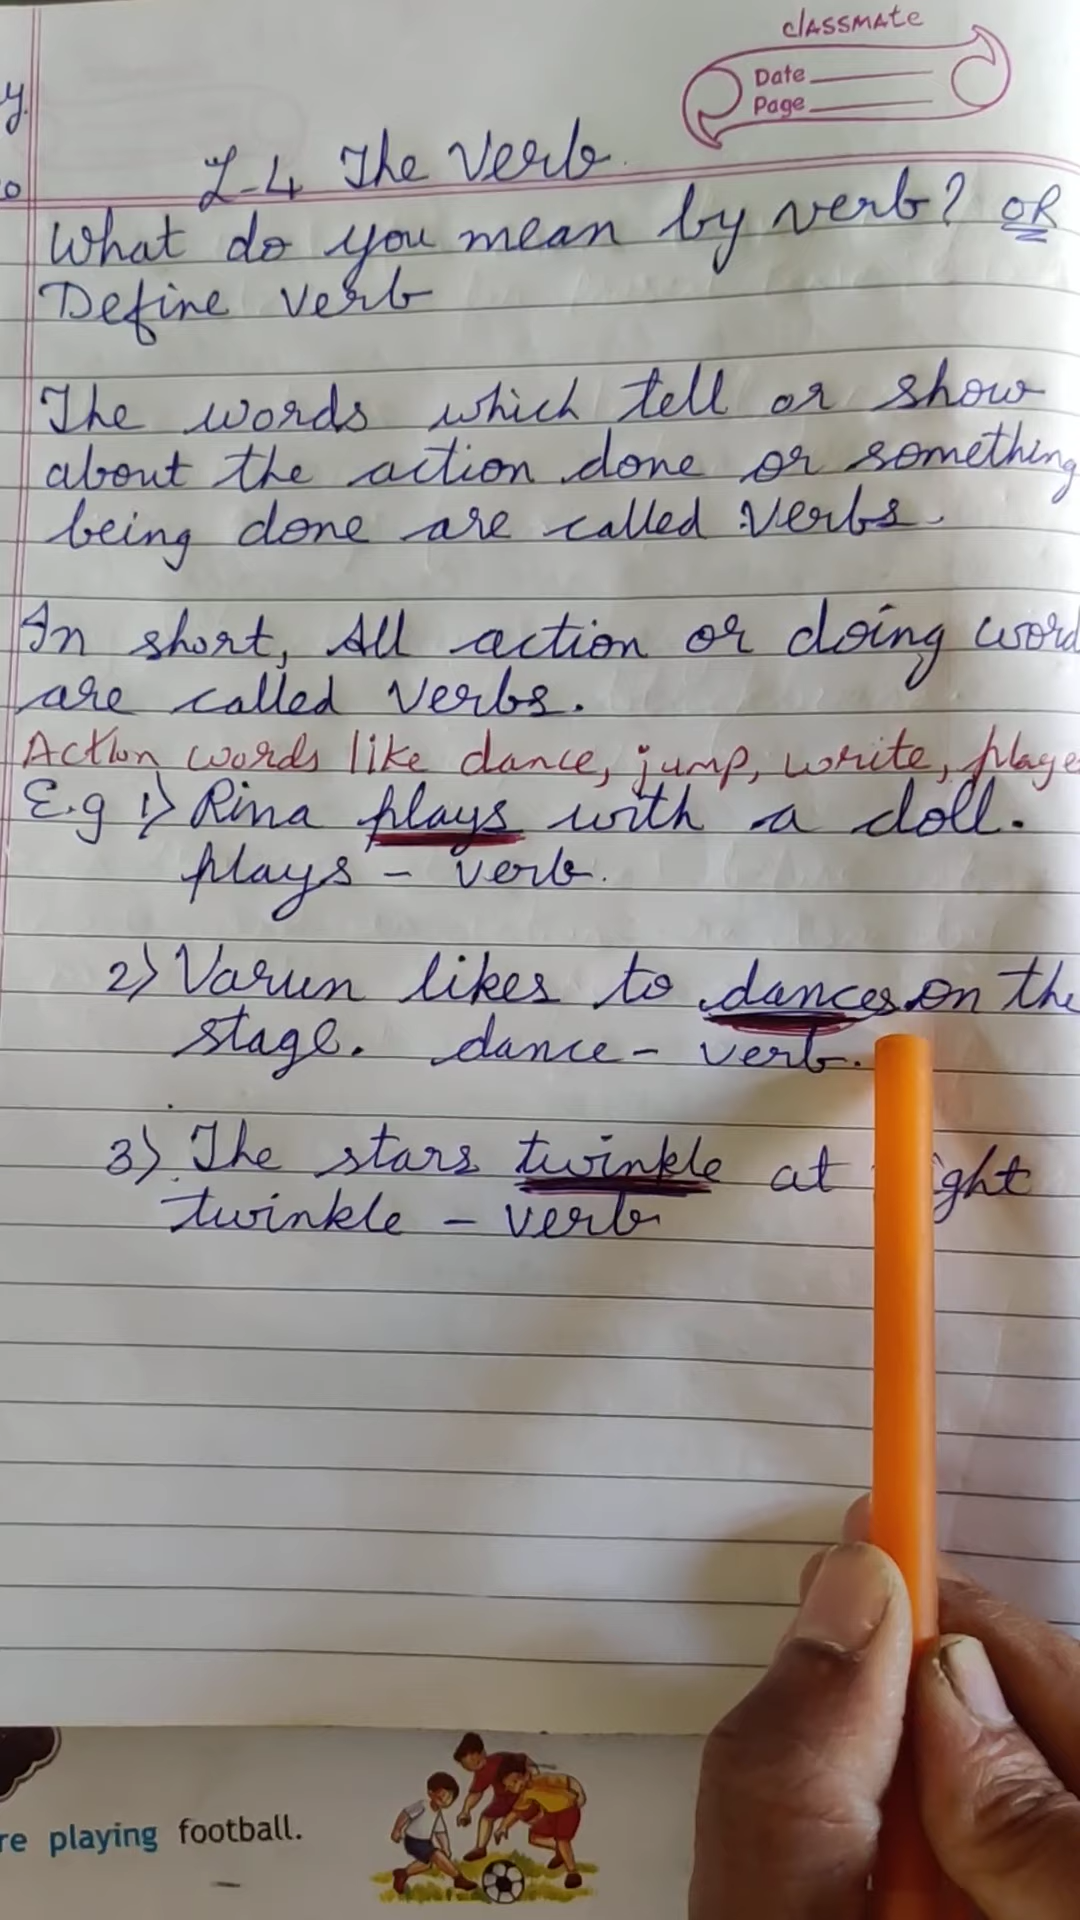 classmate
Date
Page
y.
L-4 The Verb.
What do you mean by verb? OR
Define Verb
The words which tell or show
about the action done or something
being done are called Verbs.
In short, All action or doing word
are called Verbs.
Action words like dance, jump, write, play
E.g 1) Rina plays with a doll.
plays - verb.
2) Varun likes to dances on the
stage. dance - verb.
3) The stars twinkle at ight
twinkle - verb
re playing football.